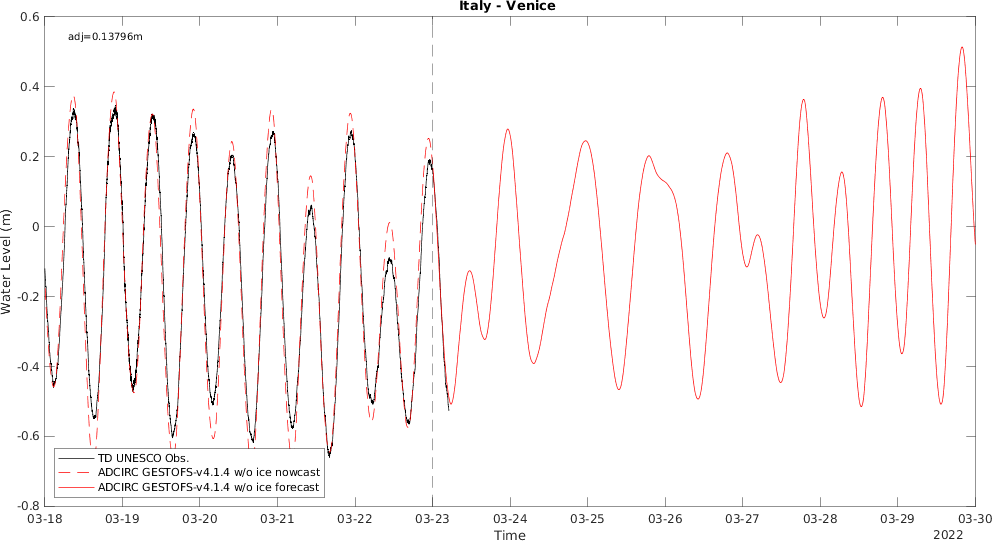 Italy - Venice
adj=0.13796m
0.6
0.4
0.2
0
-0.2
-0.4
-0.6
-0.8
Water Level (m)
TD UNESCO Obs.
ADCIRC GESTOFS-v4.1.4 w/o ice nowcast
ADCIRC GESTOFS-v4.1.4 w/o ice forecast
03-18 03-19 03-20 03-21 03-22 03-23 03-24 03-25 03-26 03-27 03-28 03-29 03-30
Time
2022